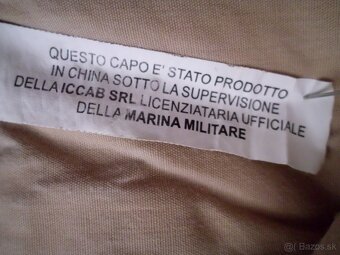 QUESTO CAPO E' STATO PRODOTTO
IN CHINA SOTTO LA SUPERVISIONE
DELLA ICCAB SRL LICENZIATARIA UFFICIALE
DELLA MARINA MILITARE
Bazos.sk